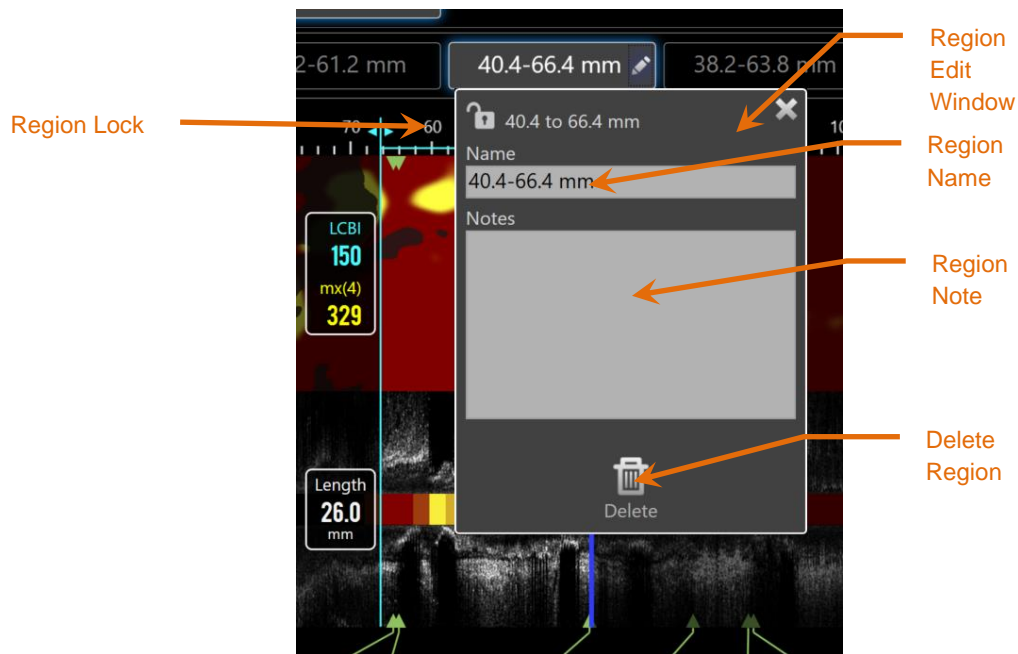 2-61.2 mm
40.4-66.4 mm
38.2-63.8 mm
Region
Edit
Window
Region Lock
70
60
10
40.4 to 66.4 mm
Name
40.4-66.4 mm
Region
Name
Notes
LCBI
150
mx(4)
329
Region
Note
Delete
Region
Length
26.0
mm
Delete